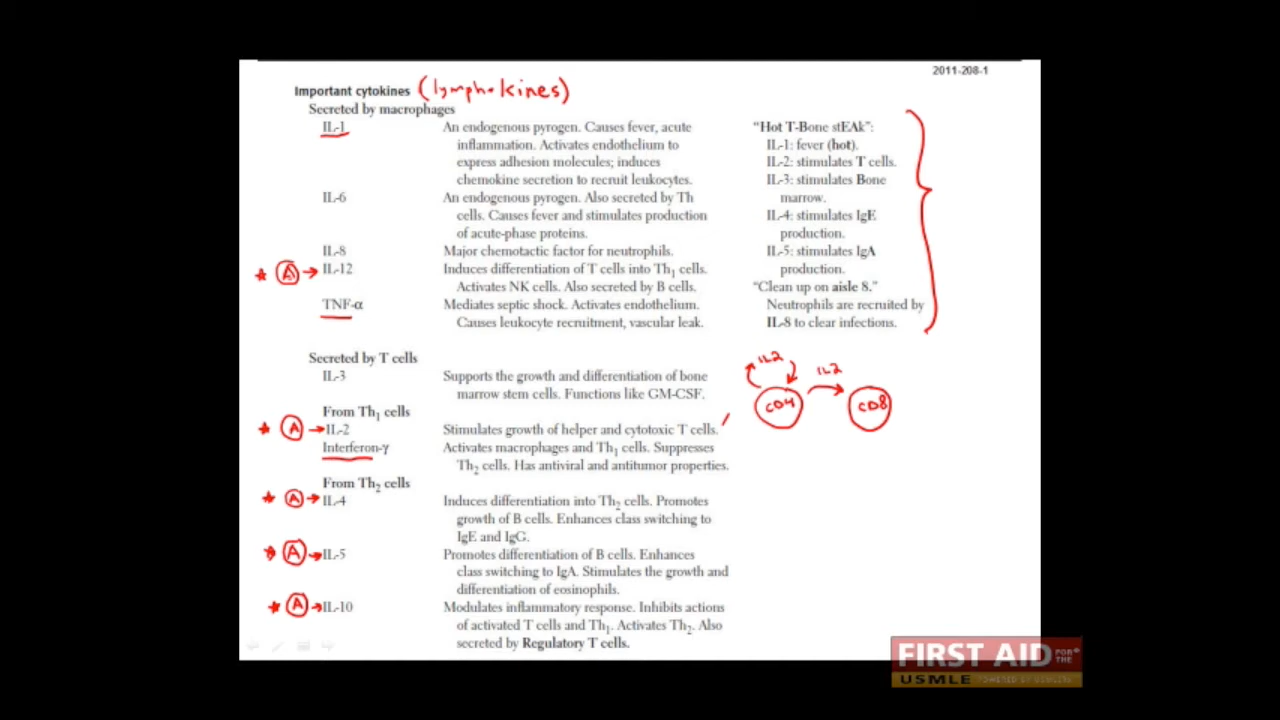 2011-208-1
Important cytokines (lymphokines)
Secreted by macrophages
IL-1
An endogenous pyrogen. Causes fever, acute
inflammation. Activates endothelium to
express adhesion molecules; induces
chemokine secretion to recruit leukocytes.
IL-6
An endogenous pyrogen. Also secreted by Th
cells. Causes fever and stimulates production
of acute-phase proteins.
IL-8
Major chemotactic factor for neutrophils.
A
IL-12
Induces differentiation of T cells into Th1 cells.
Activates NK cells. Also secreted by B cells.
TNF-α
Mediates septic shock. Activates endothelium.
Causes leukocyte recruitment, vascular leak.
"Hot T-Bone stEAk":
IL-1: fever (hot).
IL-2: stimulates T cells.
IL-3: stimulates Bone
marrow.
IL-4: stimulates IgE
production.
IL-5: stimulates IgA
production.
"Clean up on aisle 8."
Neutrophils are recruited by
IL-8 to clear infections.
Secreted by T cells
IL-3
Supports the growth and differentiation of bone
marrow stem cells. Functions like GM-CSF.
From Th1 cells
A
IL-2
Stimulates growth of helper and cytotoxic T cells.
Interferon-γ
Activates macrophages and Th1 cells. Suppresses
Th2 cells. Has antiviral and antitumor properties.
IL2
IL2
CD4
CD8
From Th2 cells
A
IL-4
Induces differentiation into Th2 cells. Promotes
growth of B cells. Enhances class switching to
IgE and IgG.
A
IL-5
Promotes differentiation of B cells. Enhances
class switching to IgA. Stimulates the growth and
differentiation of eosinophils.
A
IL-10
Modulates inflammatory response. Inhibits actions
of activated T cells and Th1. Activates Th2. Also
secreted by Regulatory T cells.
FIRST AID FOR THE
USMLE